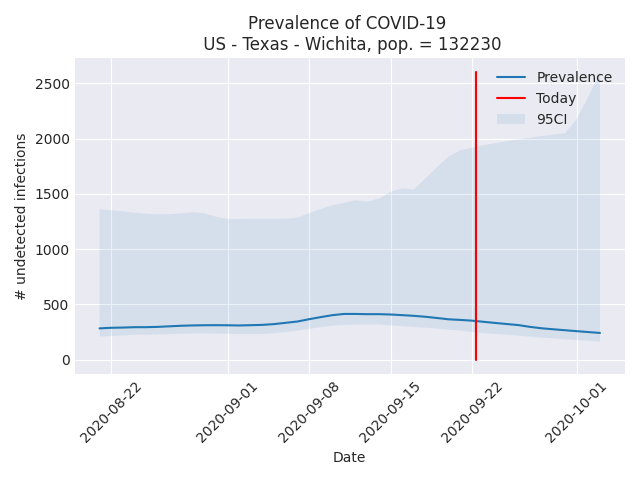 Prevalence of COVID-19
US - Texas - Wichita, pop. = 132230
Prevalence
Today
95CI
# undetected infections
2500
2000
1500
1000
500
0
2020-08-22
2020-09-01
2020-09-08
2020-09-15
2020-09-22
2020-10-01
Date